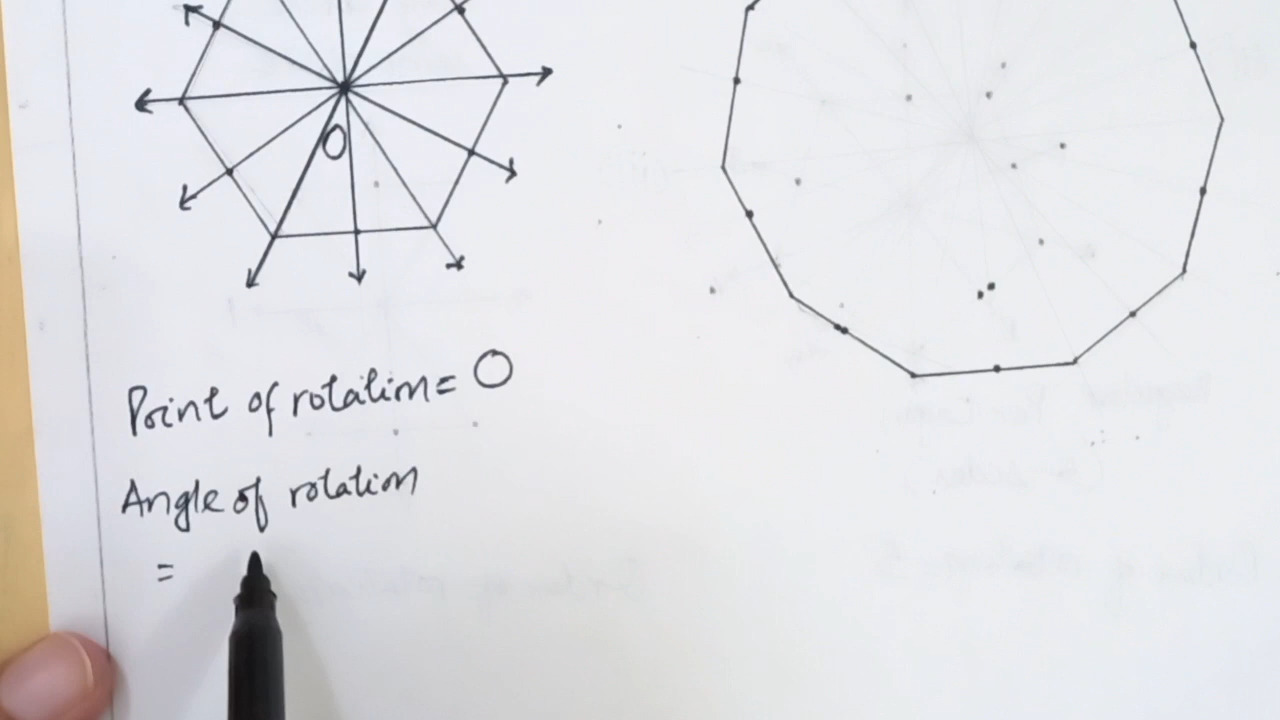 O
Point of rotation = O
Angle of rotation
=